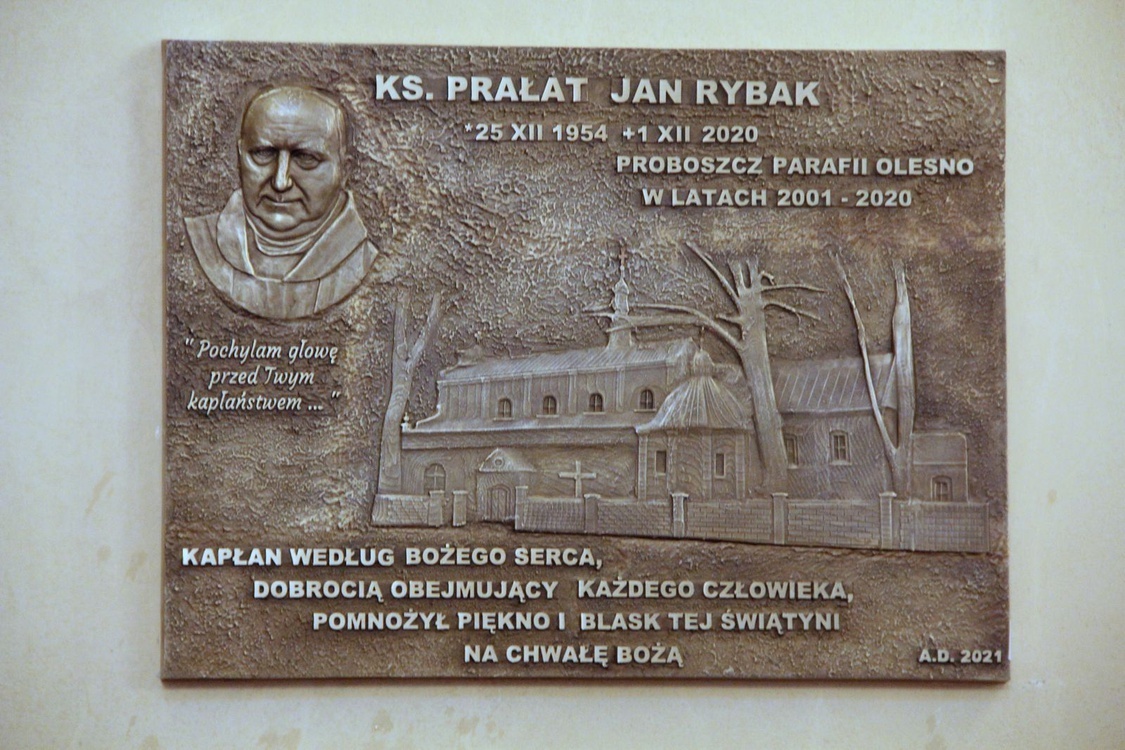 KS. PRAŁAT JAN RYBAK
*25 XII 1954 +1 XII 2020
PROBOSZCZ PARAFII OLESNO
W LATACH 2001 - 2020
" Pochylam głowę
przed Twym
kapłaństwem ... "
KAPŁAN WEDŁUG BOŻEGO SERCA,
DOBROCIĄ OBEJMUJĄCY KAŻDEGO CZŁOWIEKA,
POMNOŻYŁ PIĘKNO I BLASK TEJ ŚWIĄTYNI
NA CHWAŁĘ BOŻĄ
A.D. 2021